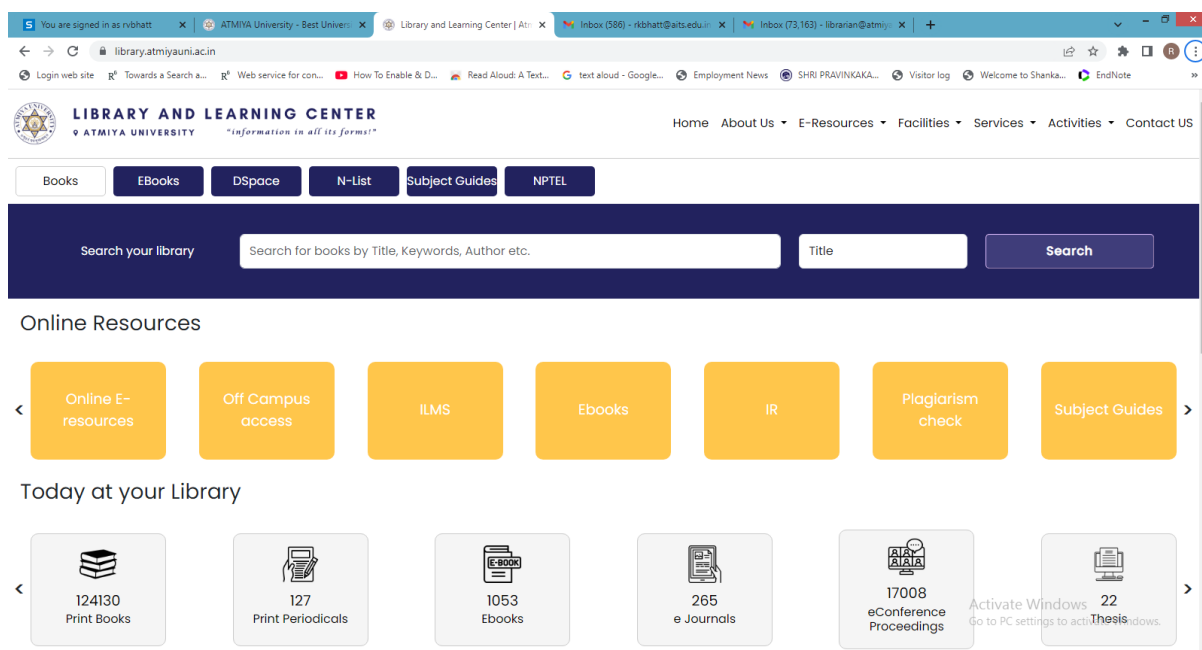 You are signed in as rvbhatt
ATMIYA University - Best Univers
Library and Learning Center | Atm
Inbox (586) - rkbhatt@aits.edu.in
Inbox (73,163) - librarian@atmiya
library.atmiyauni.ac.in
Login web site
Towards a Search a...
Web service for con...
How To Enable & D...
Read Aloud: A Text...
text aloud - Google...
Employment News
SHRI PRAVINKAKA...
Visitor log
Welcome to Shanka...
EndNote
LIBRARY AND LEARNING CENTER
ATMIYA UNIVERSITY "information in all its forms!"
Home About Us E-Resources Facilities Services Activities Contact US
Books EBooks DSpace N-List Subject Guides NPTEL
Search your library Search for books by Title, Keywords, Author etc. Title Search
Online Resources
Online E-
resources
Off Campus
access
ILMS
Ebooks
IR
Plagiarism
check
Subject Guides
Today at your Library
124130
Print Books
127
Print Periodicals
E-BOOK
1053
Ebooks
265
e Journals
17008
eConference
Proceedings
22
Thesis
Activate Windows
Go to PC settings to activate Windows.